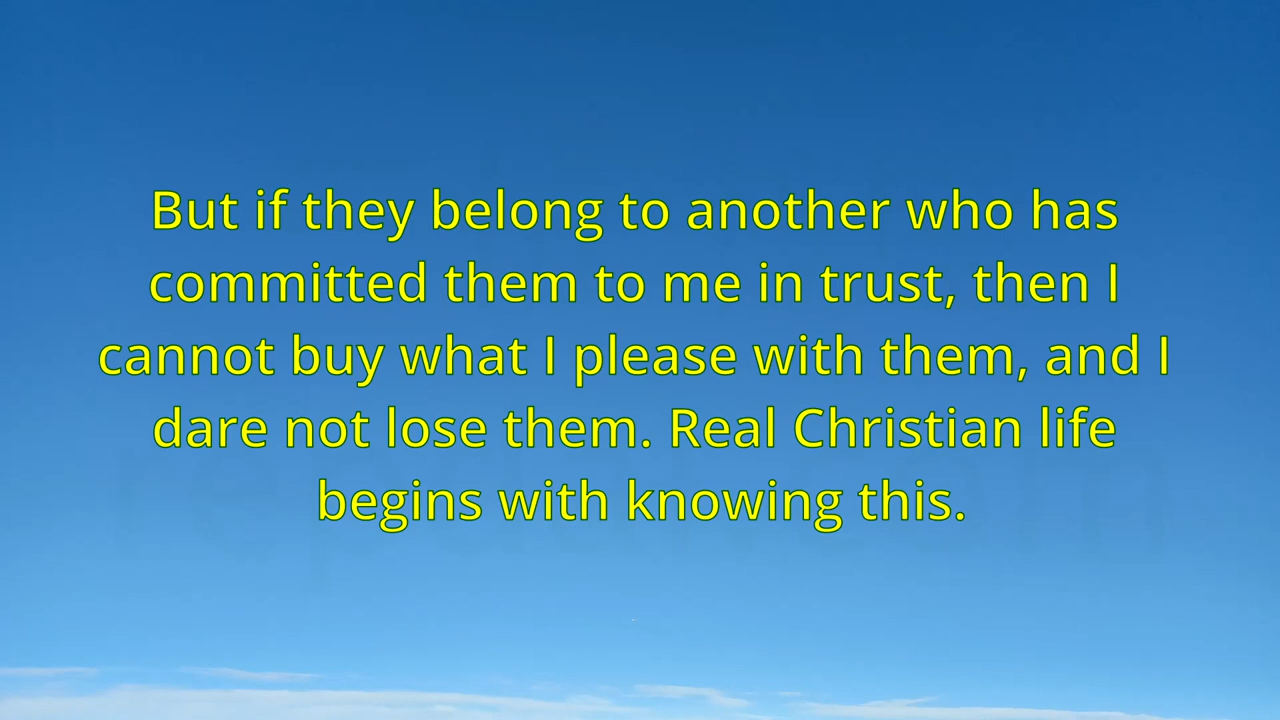 But if they belong to another who has
committed them to me in trust, then I
cannot buy what I please with them, and I
dare not lose them. Real Christian life
begins with knowing this.